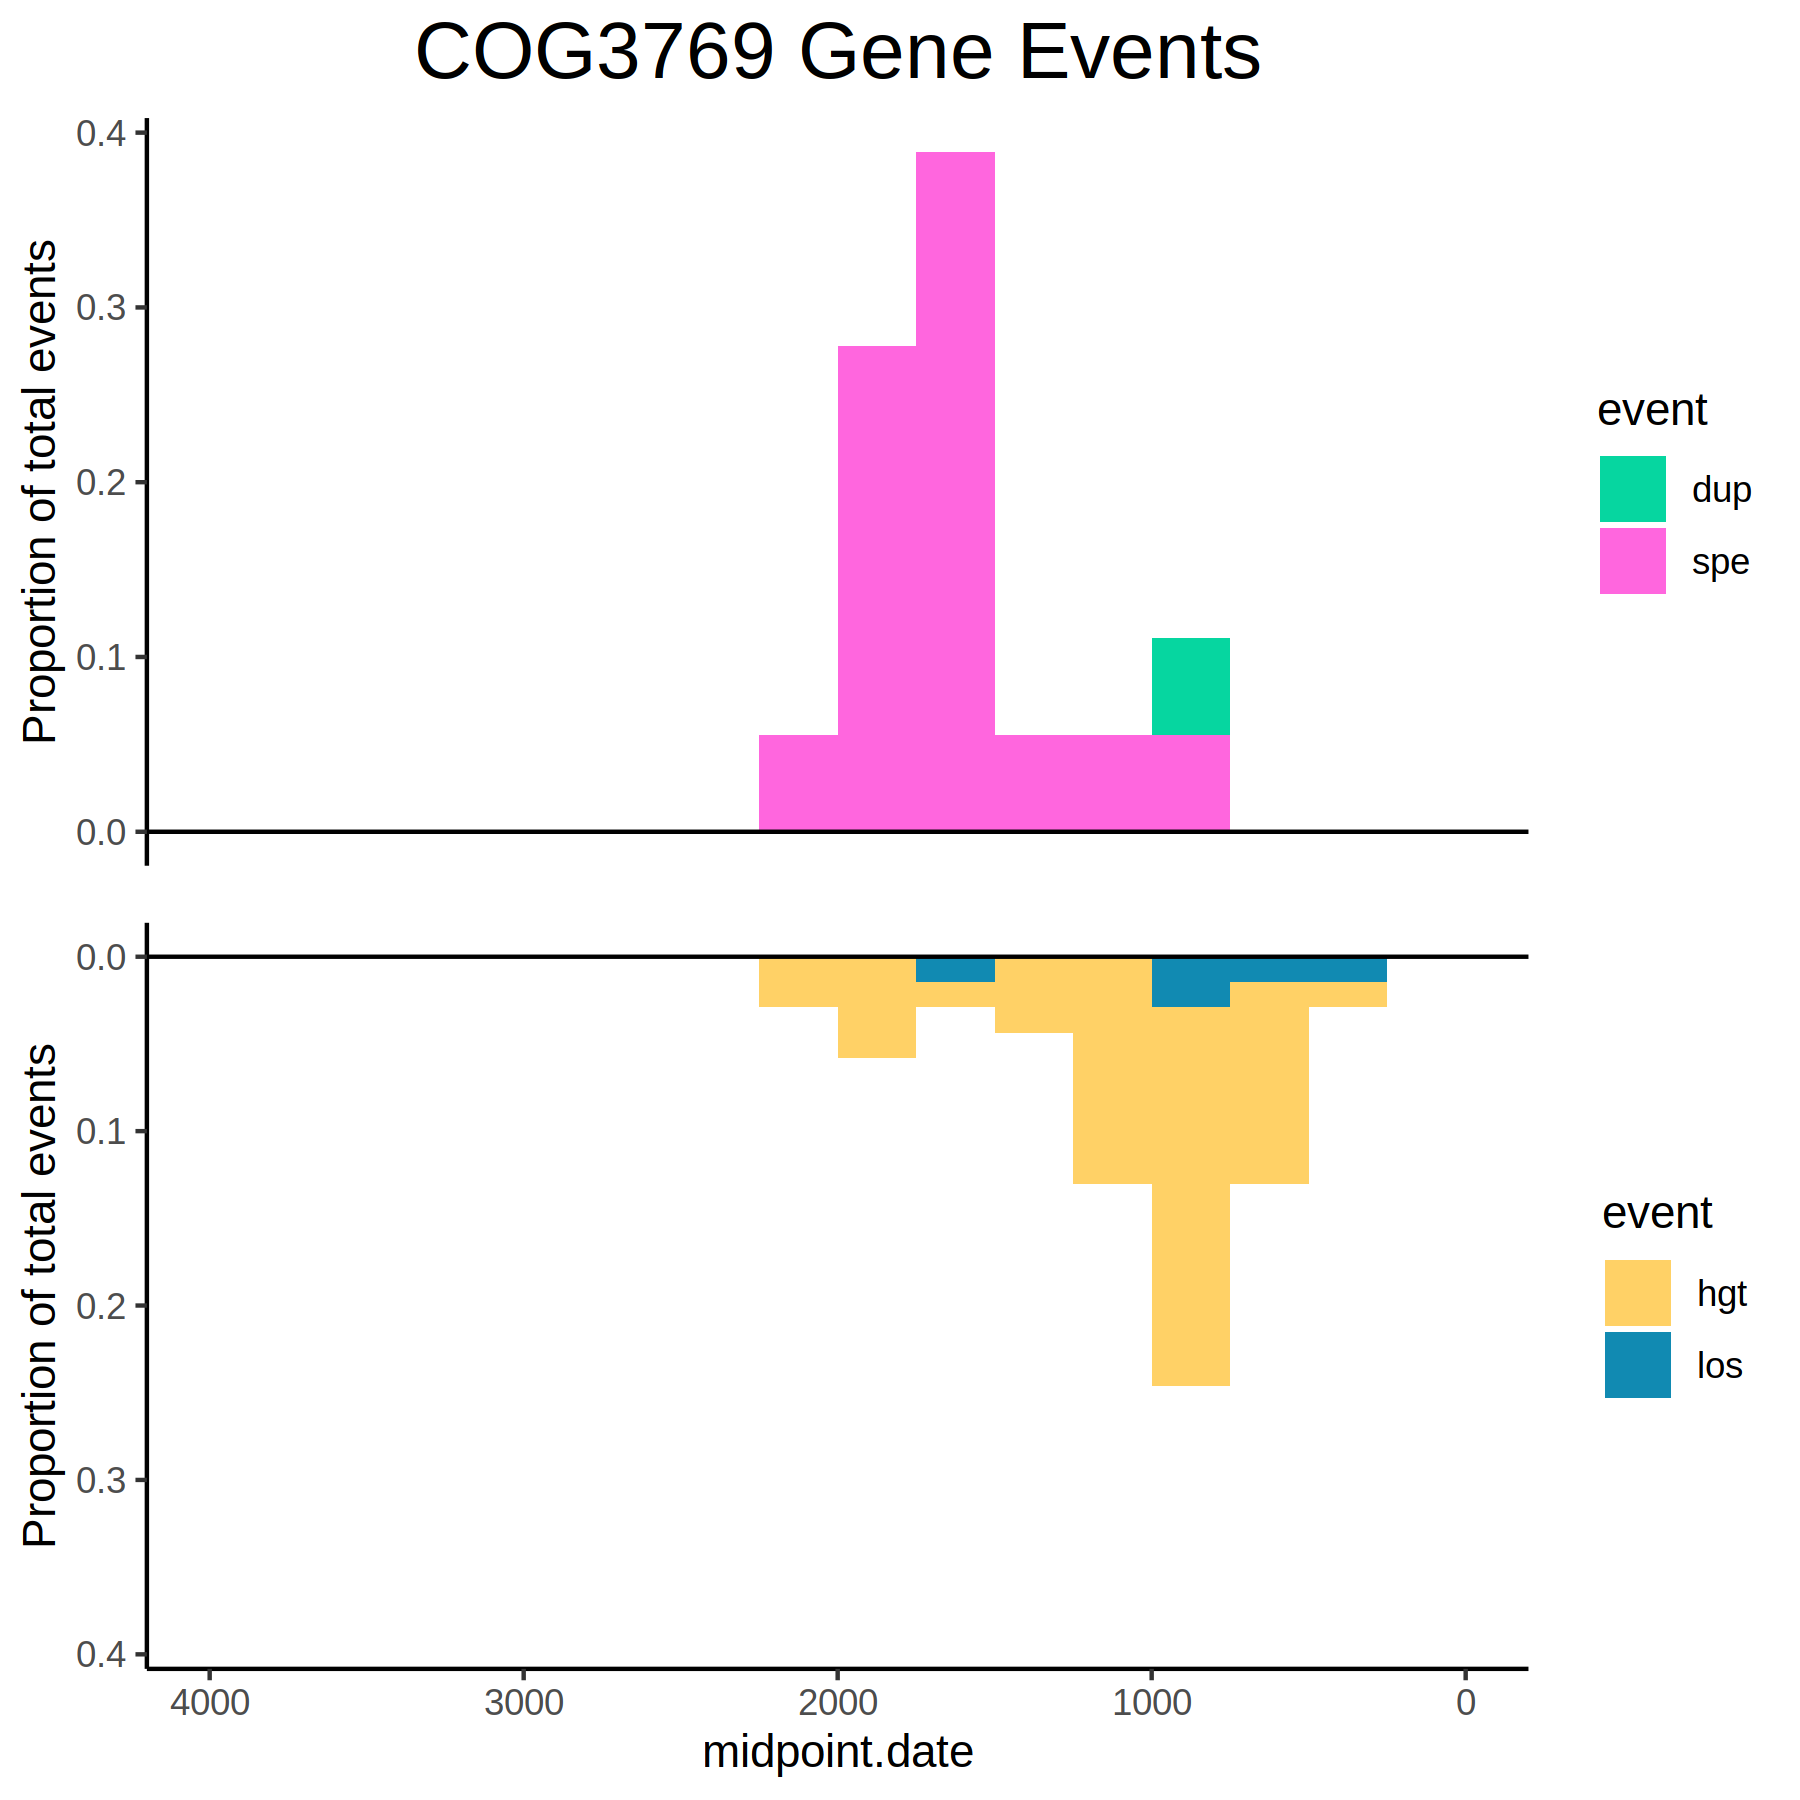 COG3769 Gene Events
Proportion of total events
0.4
0.3
0.2
0.1
0.0
event
dup
spe
Proportion of total events
0.0
0.1
0.2
0.3
0.4
event
hgt
los
4000 3000 2000 1000 0
midpoint.date